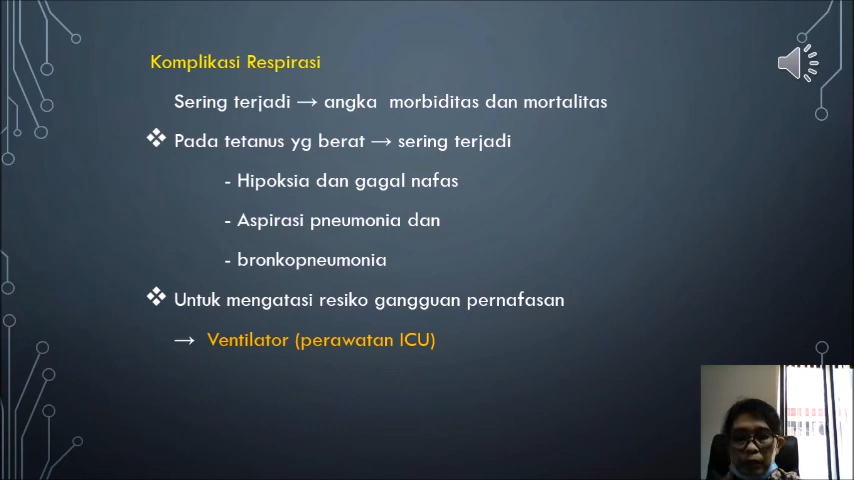 Komplikasi Respirasi
Sering terjadi → angka morbiditas dan mortalitas
❖ Pada tetanus yg berat → sering terjadi
- Hipoksia dan gagal nafas
- Aspirasi pneumonia dan
- bronkopneumonia
❖ Untuk mengatasi resiko gangguan pernafasan
→ Ventilator (perawatan ICU)